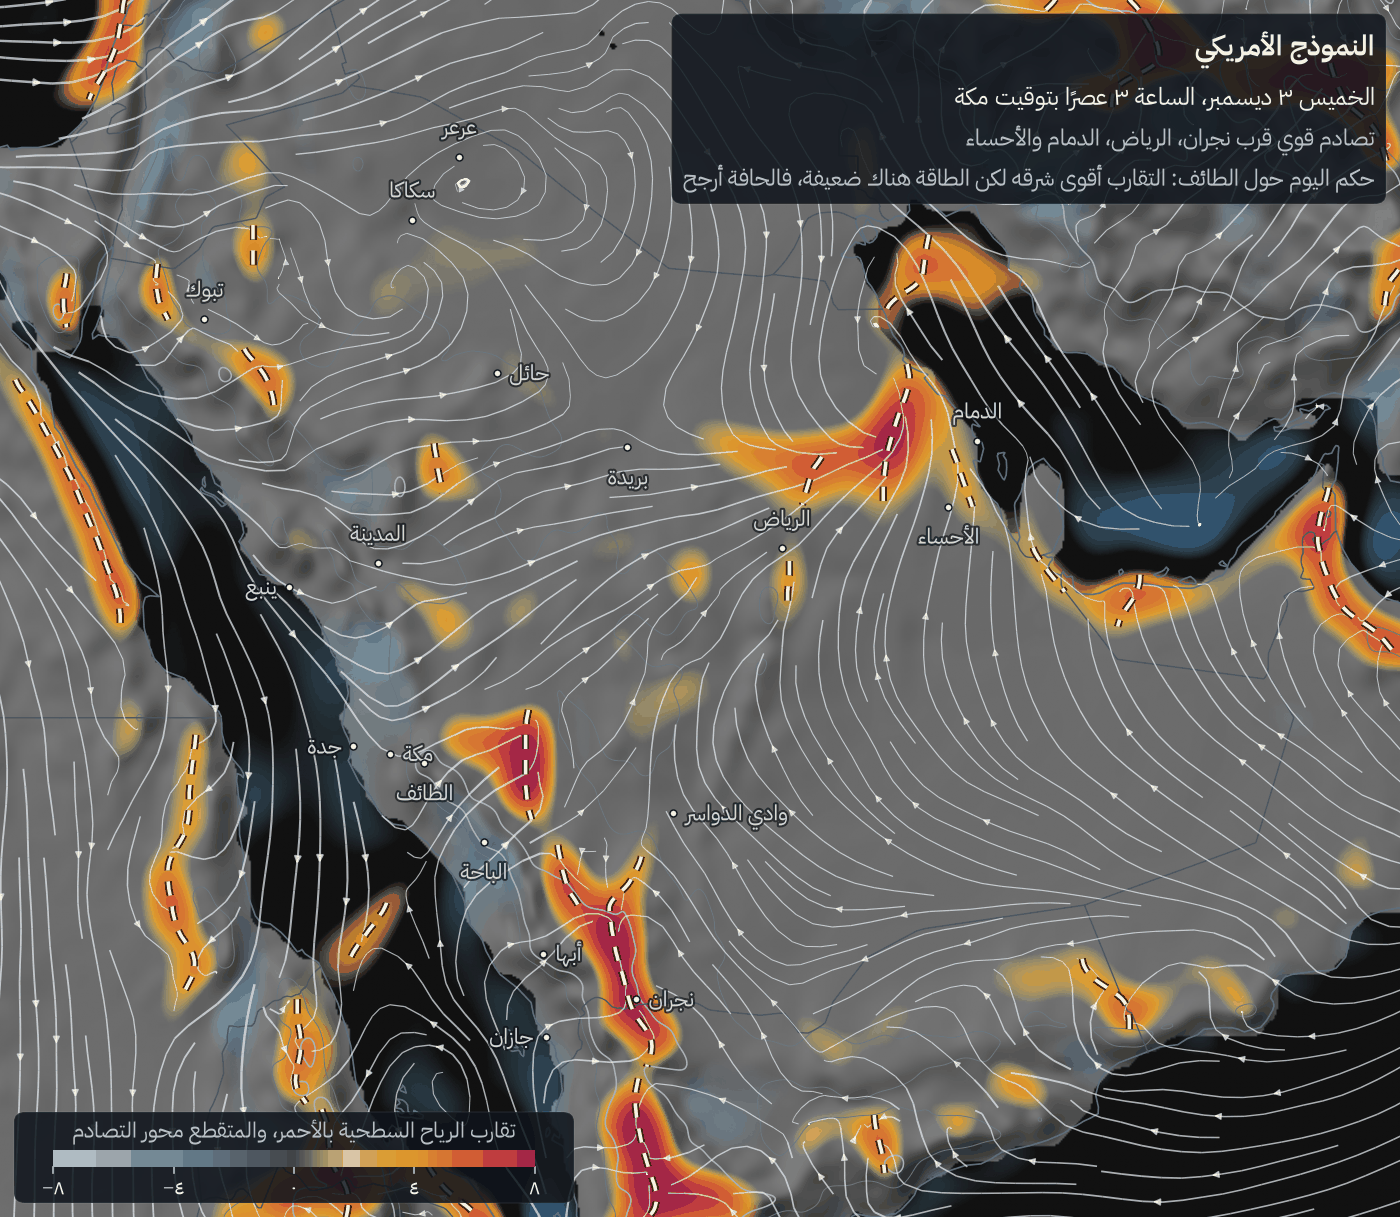 النموذج الأمريكي
الخميس ٣ ديسمبر، الساعة ٣ عصرًا بتوقيت مكة
تصادم قوي قرب نجران، الرياض، الدمام والأحساء
حكم اليوم حول الطائف: التقارب أقوى شرقه لكن الطاقة هناك ضعيفة، فالحافة أرجح
عرعر
سكاكا
تبوك
حائل
الدمام
بريدة
الرياض
الأحساء
المدينة
ينبع
جدة
مكة
الطائف
وادي الدواسر
الباحة
أبها
نجران
جازان
تقارب الرياح السطحية بالأحمر، والمتقطع محور التصادم
−٨ −٤ ٠ ٤ ٨